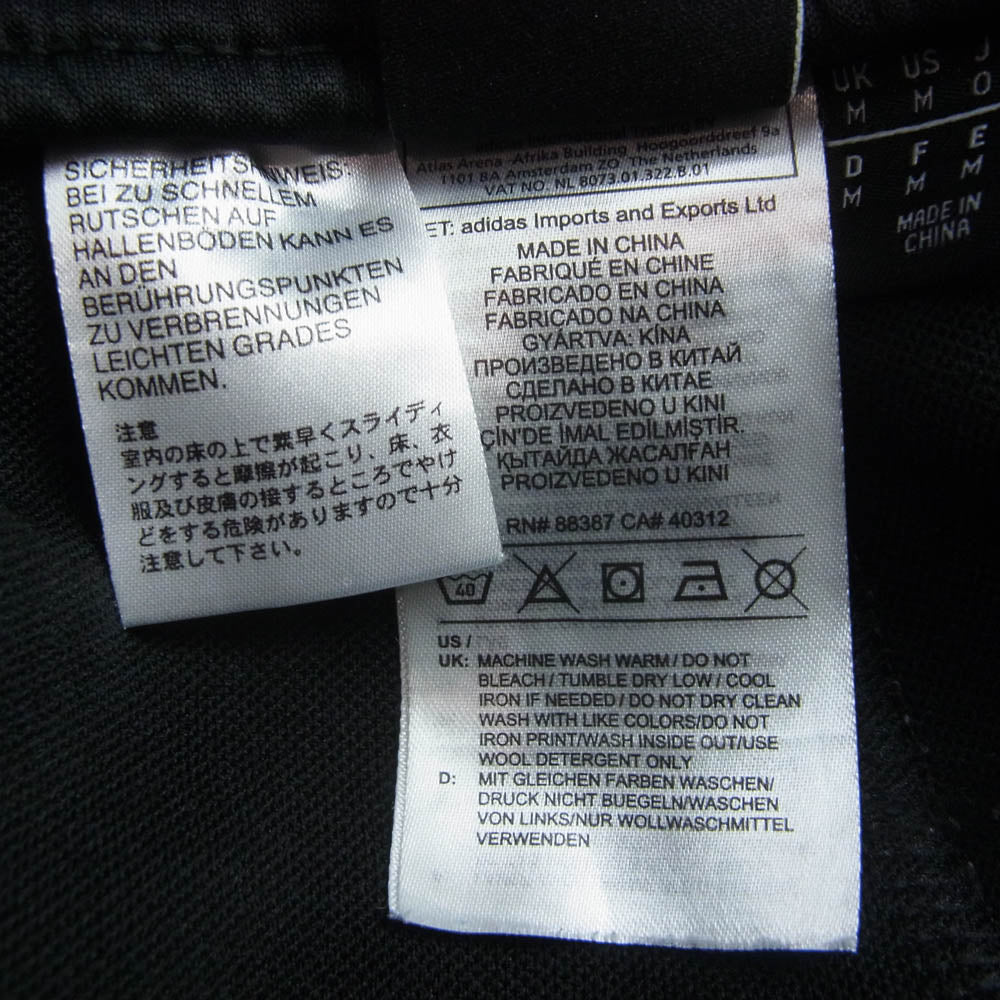 SICHERHEITSHINWEIS:
BEI ZU SCHNELLEM
RUTSCHEN AUF
HALLENBÖDEN KANN ES
AN DEN
BERÜHRUNGSPUNKTEN
ZU VERBRENNUNGEN
LEICHTEN GRADES
KOMMEN.
注意
室内の床の上で素早くスライディ
ングすると摩擦が起こり、床、衣
服及び皮膚の接するところでやけ
どをする危険がありますので十分
注意して下さい。
Atlas Arena -Afrika Building Hoogoorddreef 9a
1101 BA Amsterdam ZO The Netherlands
VAT NO. NL 8073.01.322.B.01
ET: adidas Imports and Exports Ltd
MADE IN CHINA
FABRIQUÉ EN CHINE
FABRICADO EN CHINA
FABRICADO NA CHINA
GYÁRTVA: KÍNA
ПРОИЗВЕДЕНО В КИТАЙ
СДЕЛАНО В КИТАЕ
PROIZVEDENO U KINI
ÇİN'DE İMAL EDİLMİŞTİR.
ҚЫТАЙДА ЖАСАЛҒАН
PROIZVEDENO U KINI
RN# 88387 CA# 40312
40
US /
UK: MACHINE WASH WARM / DO NOT
BLEACH / TUMBLE DRY LOW / COOL
IRON IF NEEDED / DO NOT DRY CLEAN
WASH WITH LIKE COLORS/DO NOT
IRON PRINT/WASH INSIDE OUT/USE
WOOL DETERGENT ONLY
D: MIT GLEICHEN FARBEN WASCHEN/
DRUCK NICHT BUEGELN/WASCHEN
VON LINKS/NUR WOLLWASCHMITTEL
VERWENDEN
UK US J
M M O
D F E
M M M
MADE IN
CHINA